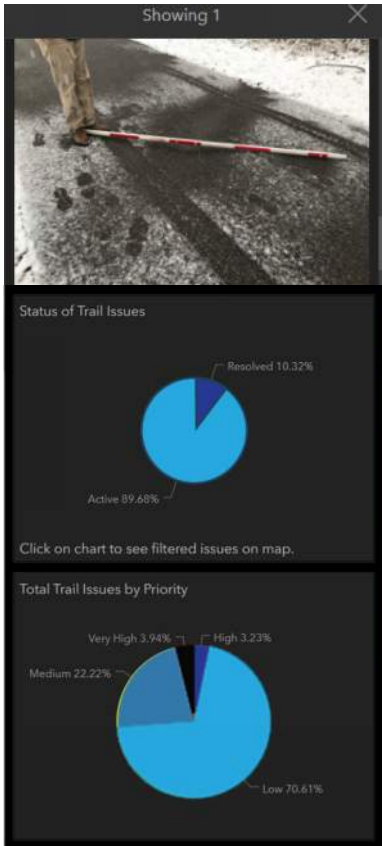 Showing 1
Status of Trail Issues
Resolved 10.32%
Active 89.68%
Click on chart to see filtered issues on map.
Total Trail Issues by Priority
Very High 3.94%
High 3.23%
Medium 22.22%
Low 70.61%